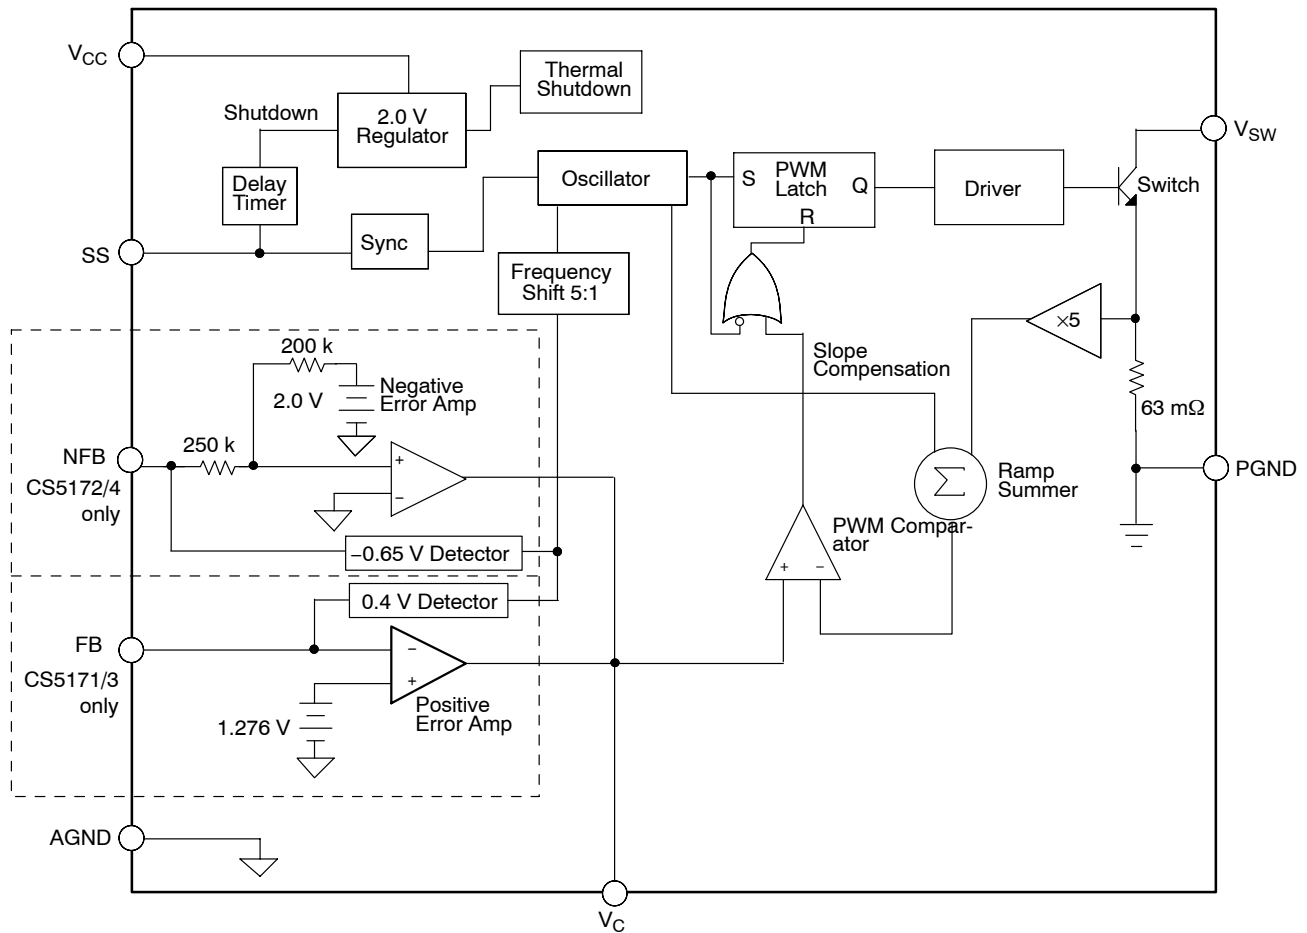 VCC
Thermal
Shutdown
Shutdown
2.0 V
Regulator
VSW
Delay
Timer
Oscillator
S
PWM
Latch
Q
R
Driver
Switch
SS
Sync
Frequency
Shift 5:1
×5
200 k
2.0 V
Negative
Error Amp
Slope
Compensation
63 mΩ
250 k
NFB
CS5172/4
only
+
−
Σ
Ramp
Summer
PGND
PWM Compar-
ator
+
−
−0.65 V Detector
0.4 V Detector
FB
CS5171/3
only
−
+
Positive
Error Amp
1.276 V
AGND
VC